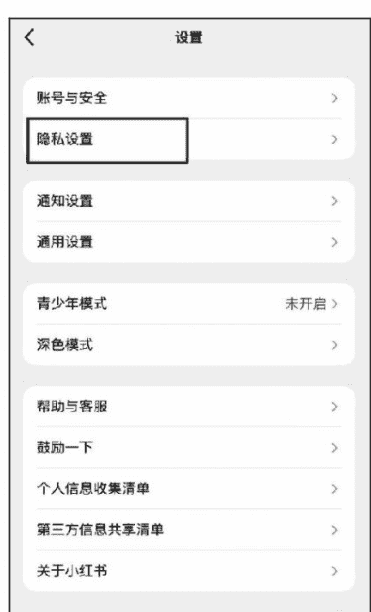 设置
账号与安全
隐私设置
通知设置
通用设置
青少年模式 未开启
深色模式
帮助与客服
鼓励一下
个人信息收集清单
第三方信息共享清单
关于小红书